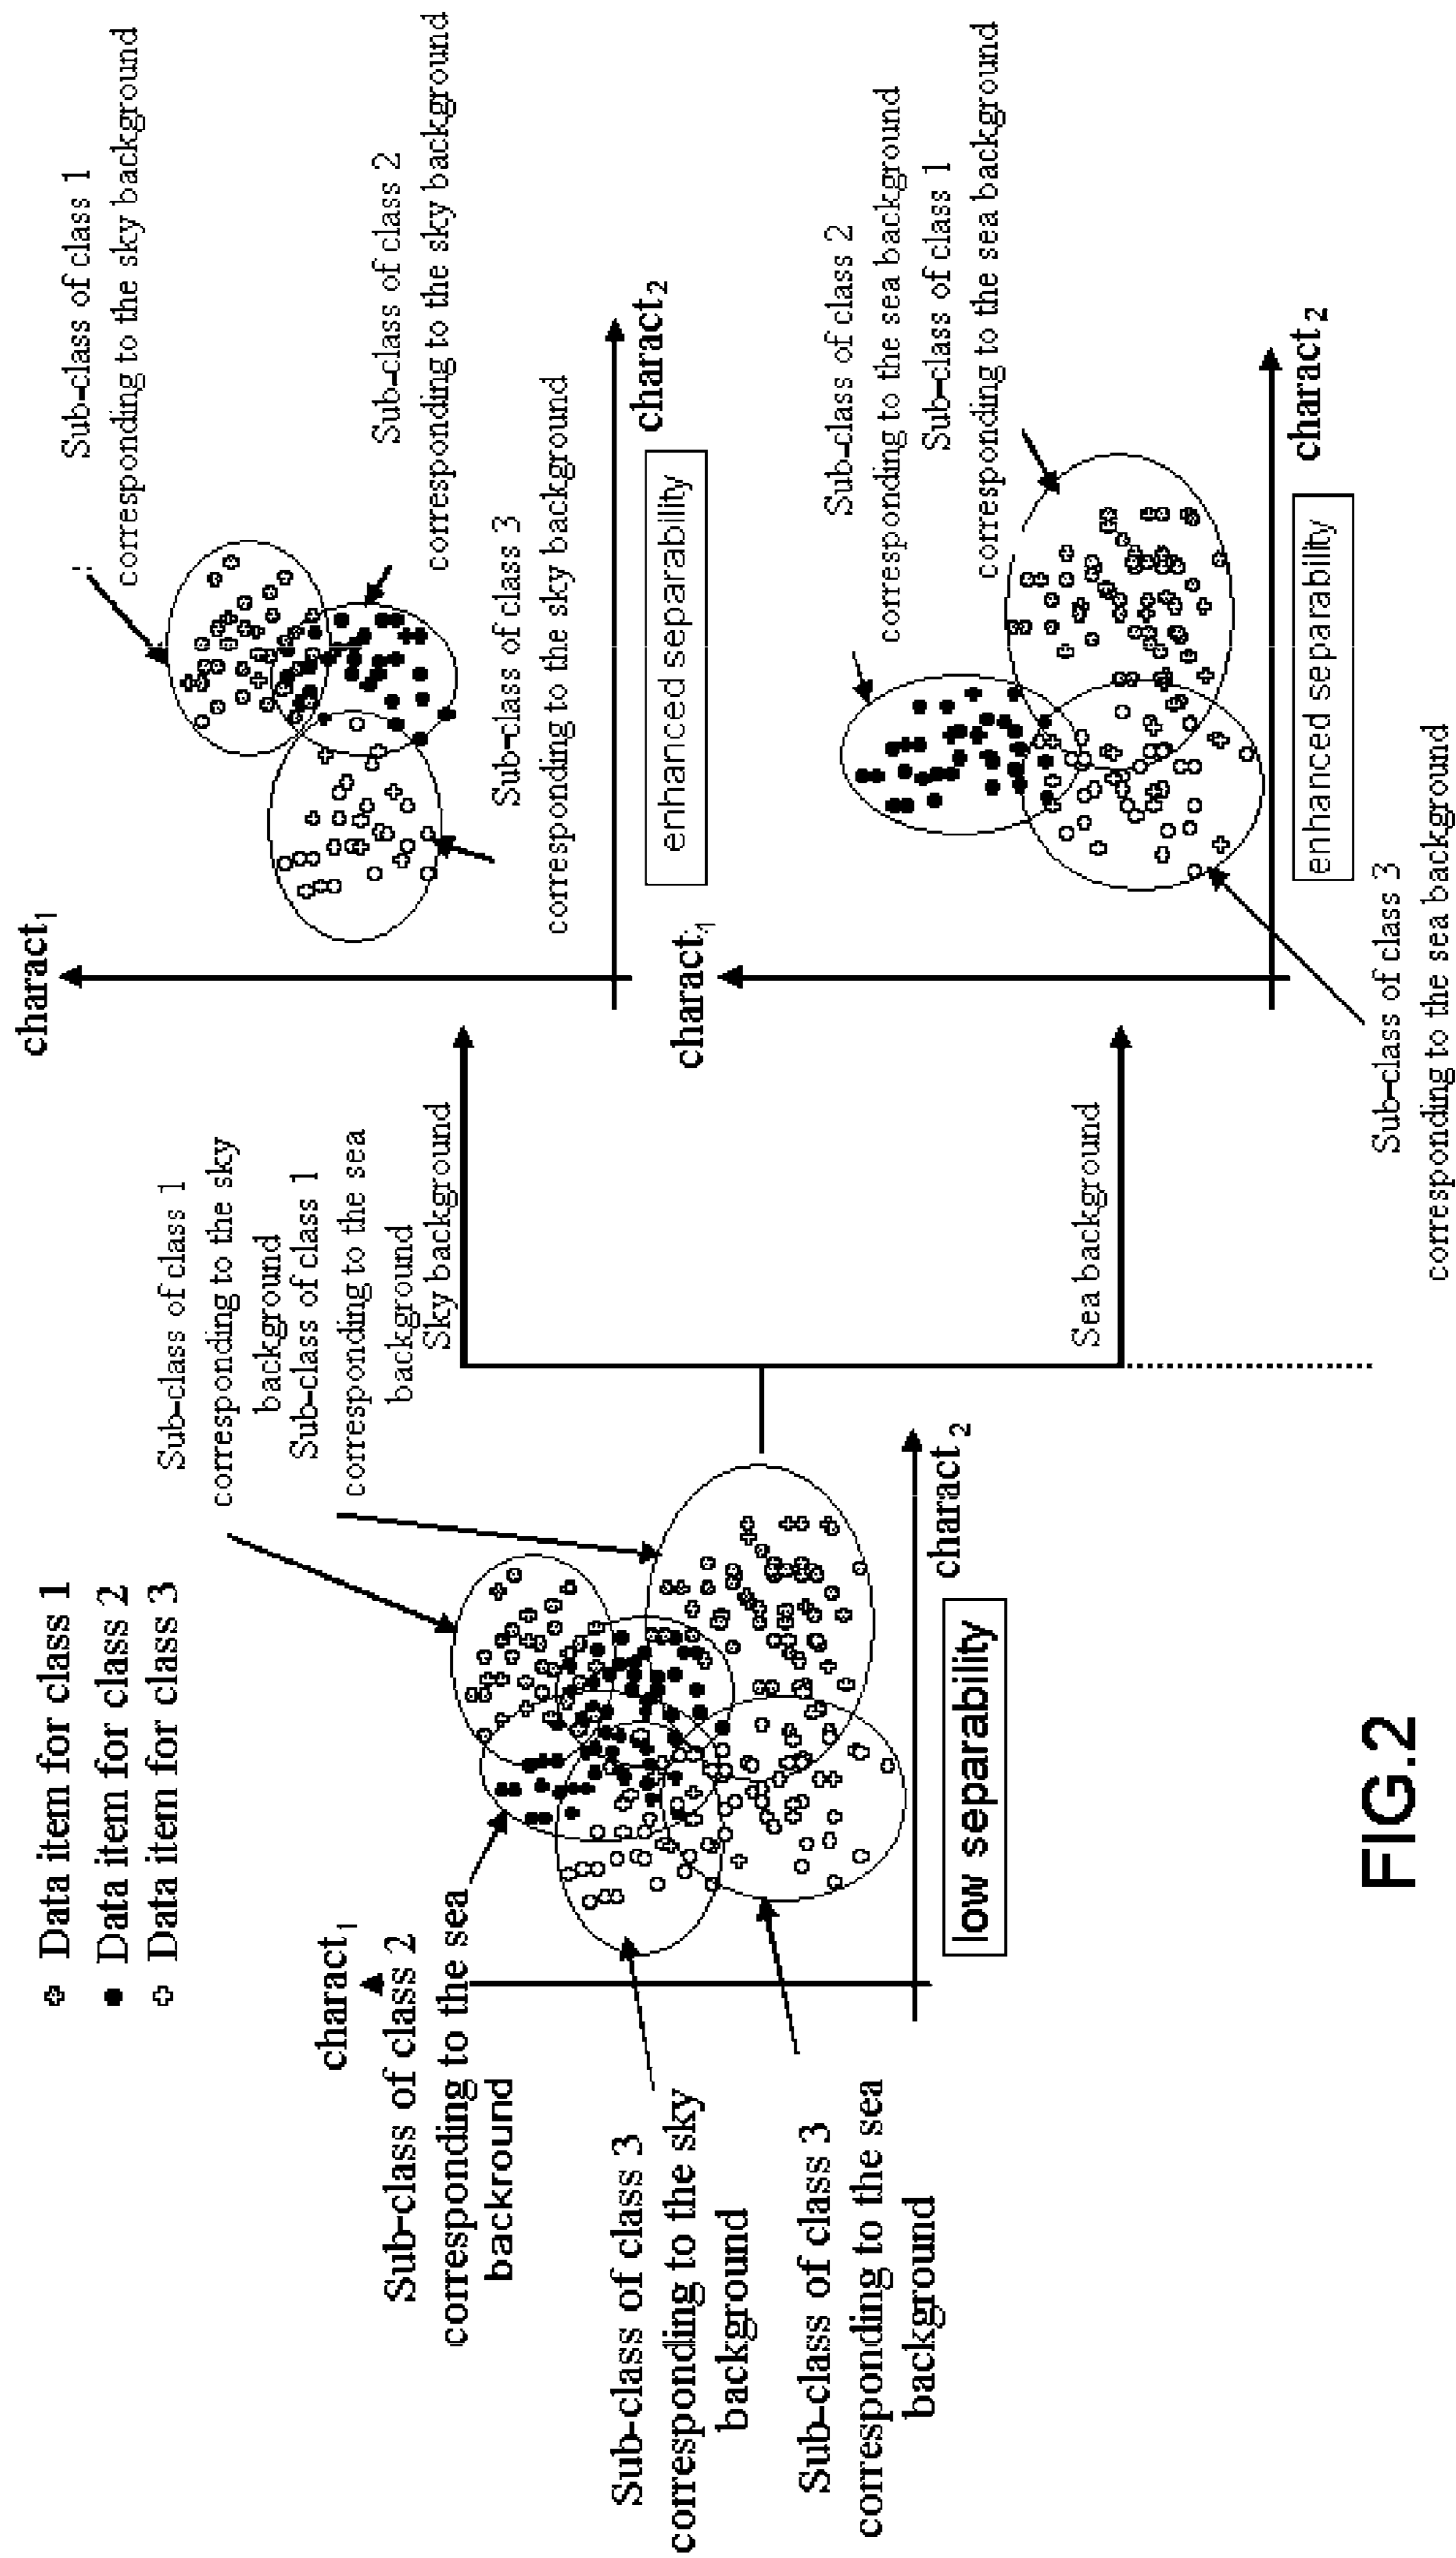 Data item for class 1
Data item for class 2
Data item for class 3
charact1
Sub-class of class 2
corresponding to the sea
backround
Sub-class of class 3
corresponding to the sky
background
Sub-class of class 3
corresponding to the sea
background
Sub-class of class 1
corresponding to the sky
background
Sub-class of class 1
corresponding to the sea
background
charact2
low separability
Sky background
Sea background
charact1
Sub-class of class 1
corresponding to the sky background
Sub-class of class 2
corresponding to the sky background
Sub-class of class 3
corresponding to the sky background
charact2
enhanced separability
charact1
Sub-class of class 2
corresponding to the sea background
Sub-class of class 1
corresponding to the sea background
charact2
enhanced separability
Sub-class of class 3
corresponding to the sea background
FIG.2